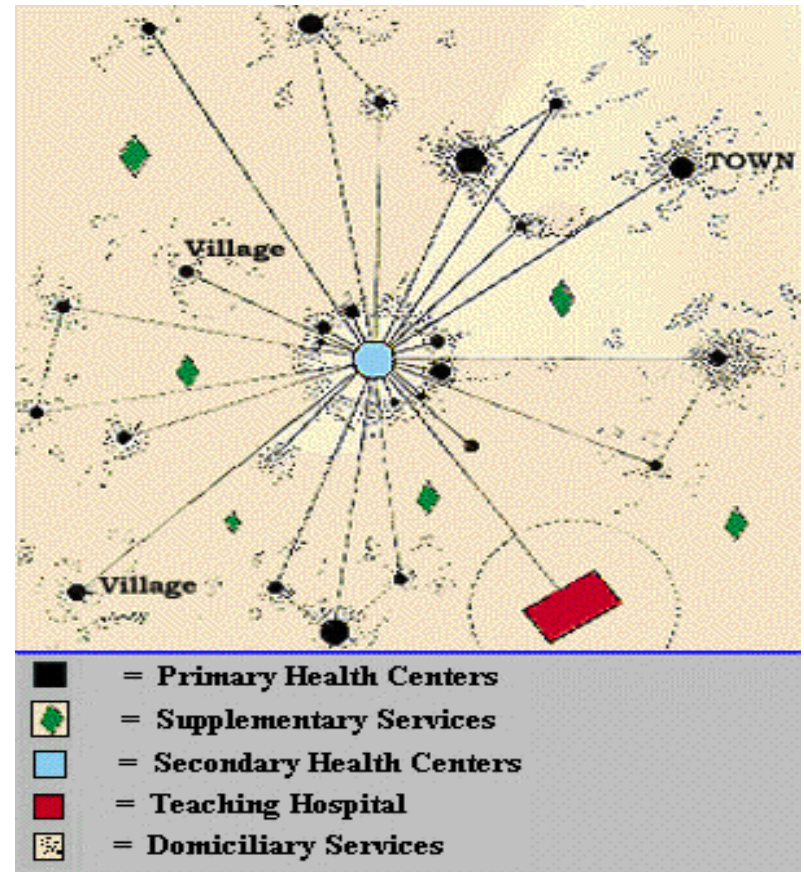 TOWN
Village
Village
= Primary Health Centers
= Supplementary Services
= Secondary Health Centers
= Teaching Hospital
= Domiciliary Services